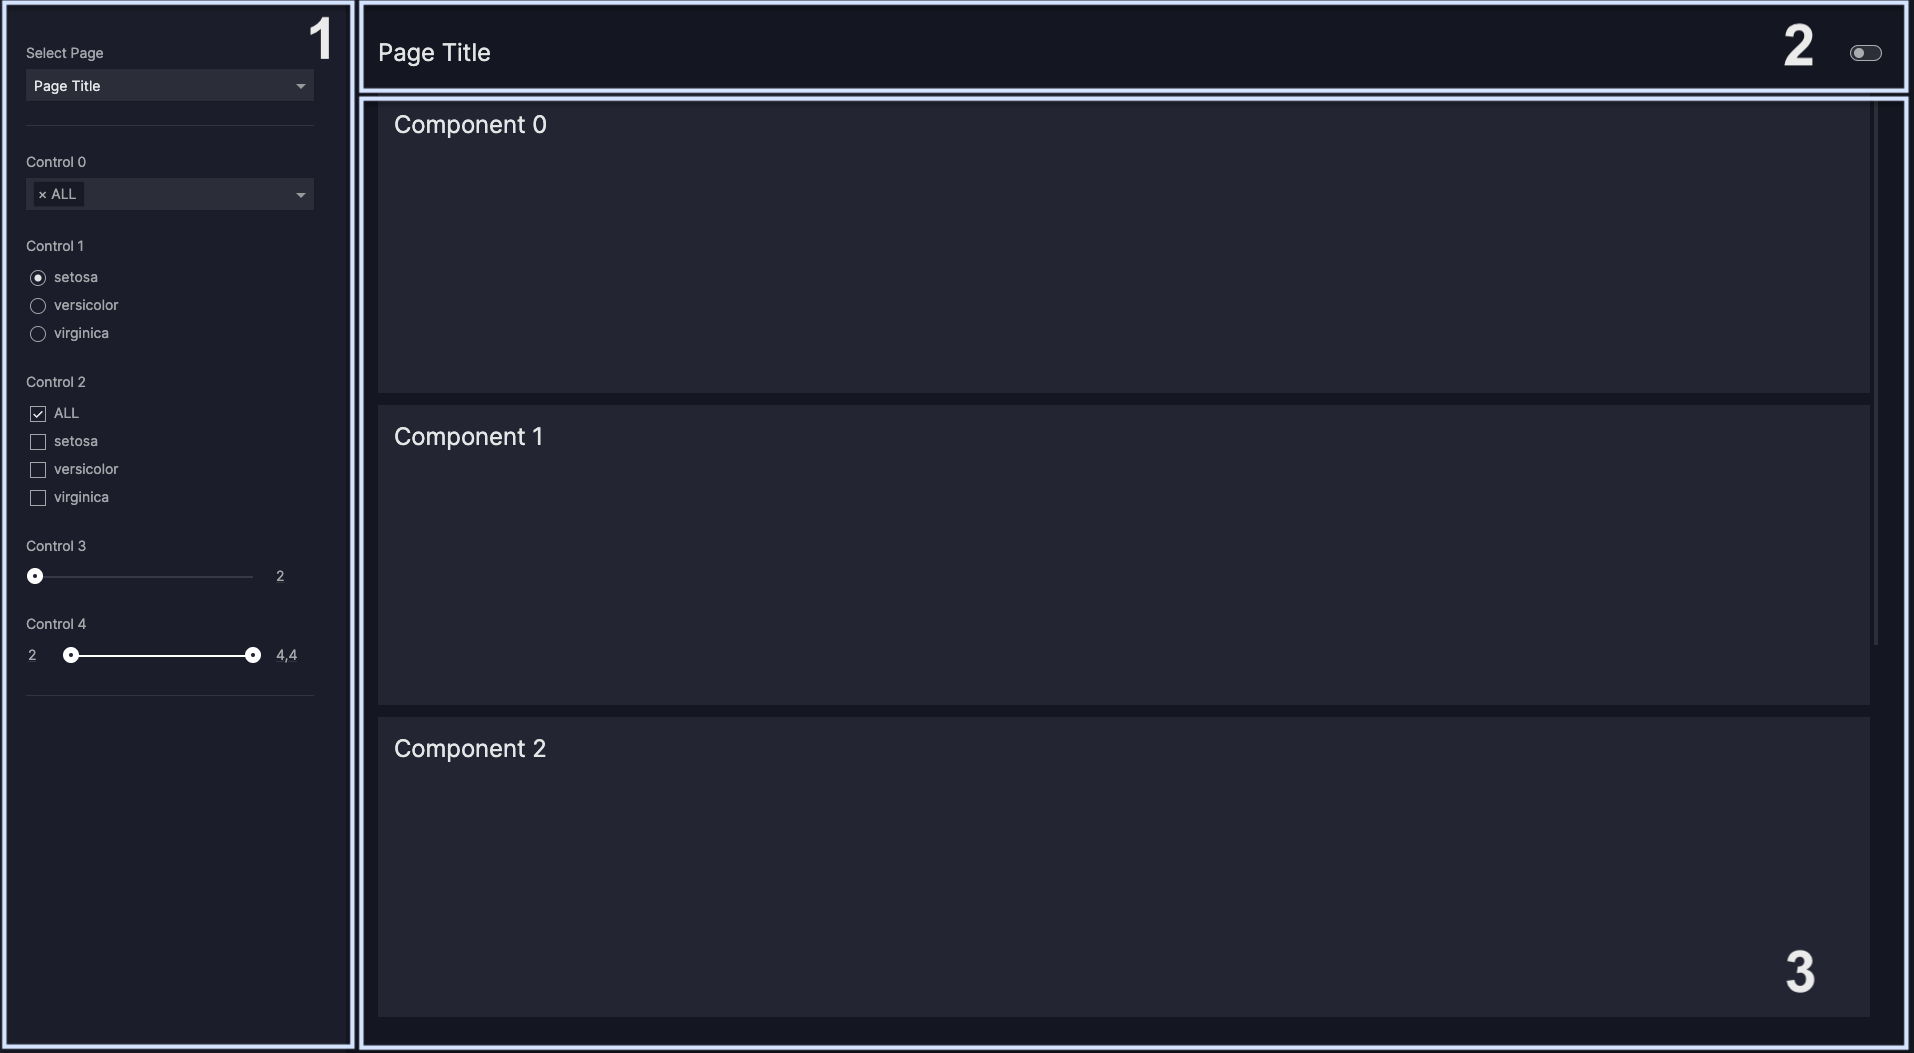 1
Select Page
Page Title
Control 0
× ALL
Control 1
setosa
versicolor
virginica
Control 2
ALL
setosa
versicolor
virginica
Control 3
2
Control 4
2 4,4
Page Title
2
Component 0
Component 1
Component 2
3